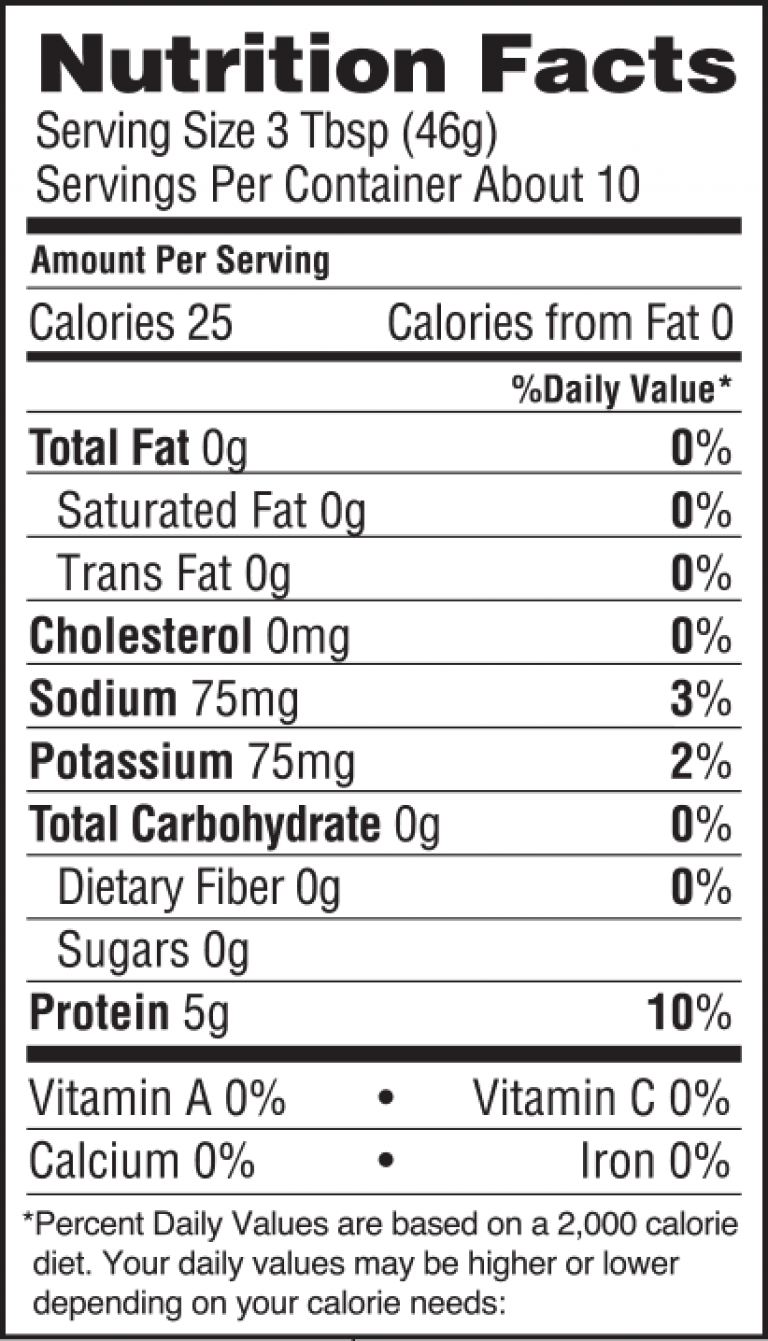 Nutrition Facts
Serving Size 3 Tbsp (46g)
Servings Per Container About 10
Amount Per Serving
Calories 25 Calories from Fat 0
%Daily Value*
Total Fat 0g 0%
Saturated Fat 0g 0%
Trans Fat 0g 0%
Cholesterol 0mg 0%
Sodium 75mg 3%
Potassium 75mg 2%
Total Carbohydrate 0g 0%
Dietary Fiber 0g 0%
Sugars 0g
Protein 5g 10%
Vitamin A 0% • Vitamin C 0%
Calcium 0% • Iron 0%
*Percent Daily Values are based on a 2,000 calorie
diet. Your daily values may be higher or lower
depending on your calorie needs: